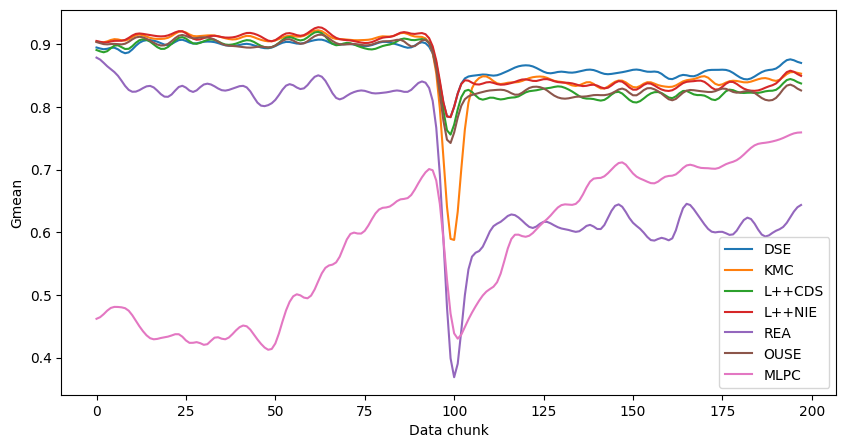 Gmean
0.9
0.8
0.7
0.6
0.5
0.4
0
25
50
75
100
125
150
175
200
Data chunk
DSE
KMC
L++CDS
L++NIE
REA
OUSE
MLPC